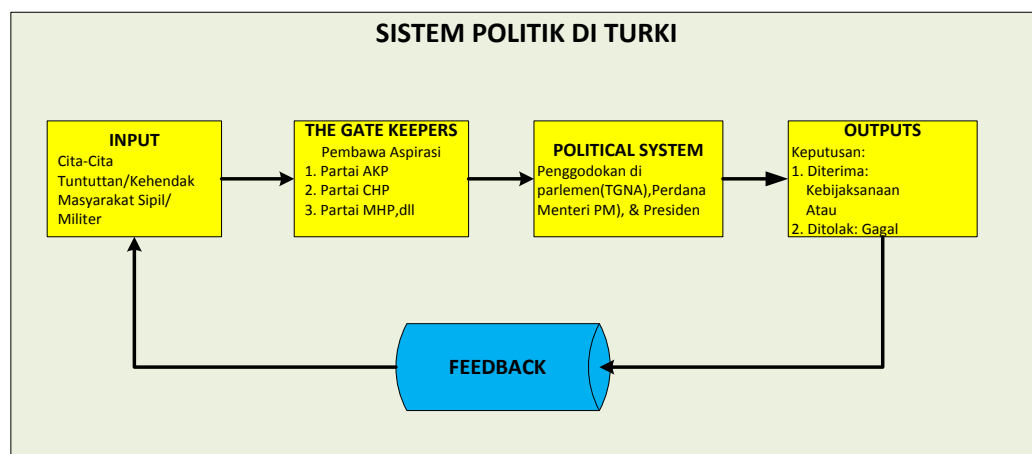 SISTEM POLITIK DI TURKI
INPUT
Cita-Cita
Tuntuttan/Kehendak
Masyarakat Sipil/
Militer
THE GATE KEEPERS
Pembawa Aspirasi
1. Partai AKP
2. Partai CHP
3. Partai MHP,dll
POLITICAL SYSTEM
Penggodokan di
parlemen(TGNA),Perdana
Menteri PM), & Presiden
OUTPUTS
Keputusan:
1. Diterima:
Kebijaksanaan
Atau
2. Ditolak: Gagal
FEEDBACK